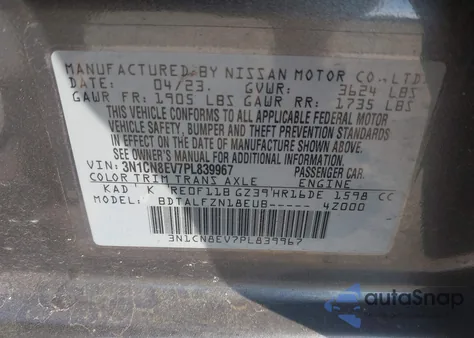 MANUFACTURED BY NISSAN MOTOR CO., LTD.
DATE: 04/23. GVWR: 3624 LBS
GAWR FR: 1905 LBS GAWR RR: 1735 LBS
THIS VEHICLE CONFORMS TO ALL APPLICABLE FEDERAL MOTOR
VEHICLE SAFETY, BUMPER AND THEFT PREVENTION STANDARDS
IN EFFECT ON THE DATE OF MANUFACTURE SHOWN ABOVE.
SEE OWNER'S MANUAL FOR ADDITIONAL INFORMATION.
VIN: 3N1CN8EV7PL839967 PASSENGER CAR.
COLOR TRIM TRANS AXLE ENGINE
KAD K RE0F11B GZ39 HR16DE 1598 CC
MODEL: BDTALFZN18EUB-- 4Z000
3N1CN8EV7PL839967
autoSnap